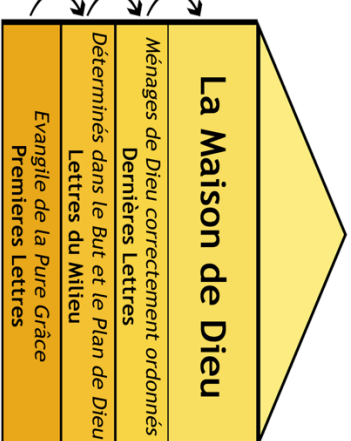 La Maison de Dieu
Ménages de Dieu correctement ordonnés
Dernières Lettres
Déterminés dans le But et le Plan de Dieu
Lettres du Milieu
Evangile de la Pure Grâce
Premieres Lettres